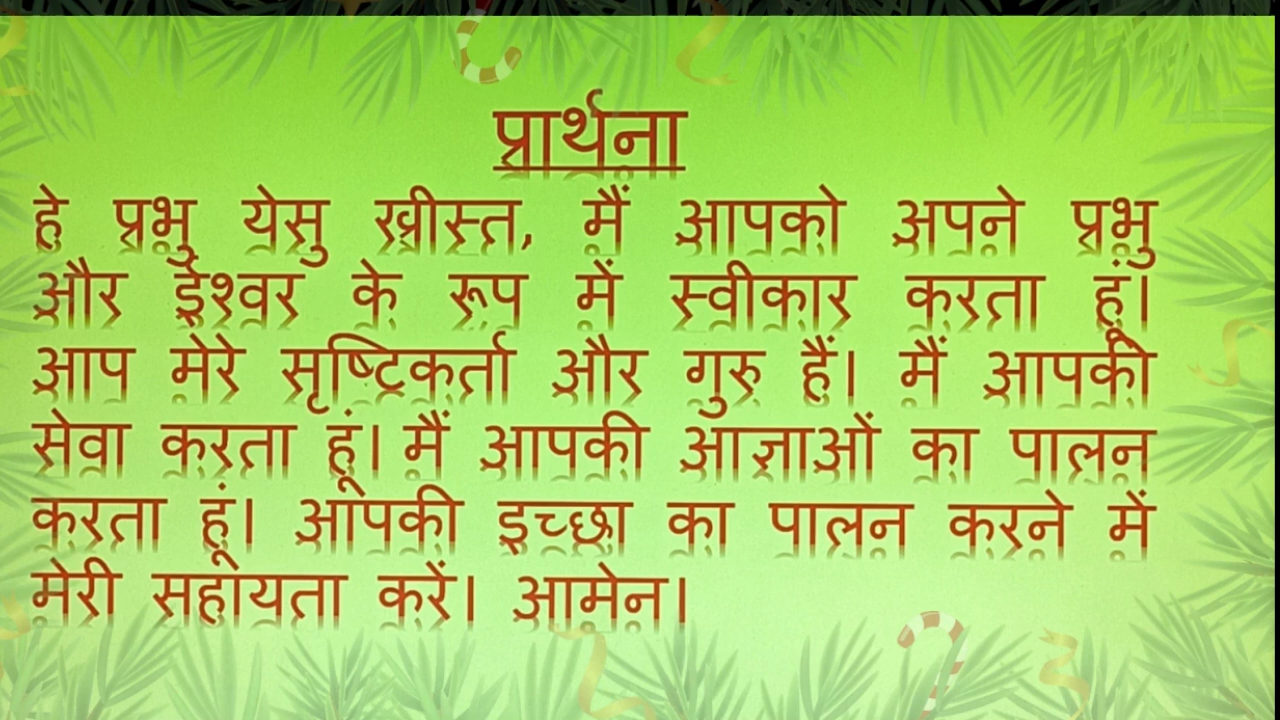 प्रार्थना
हे प्रभु येसु ख्रीस्त, मैं आपको अपने प्रभु
और ईश्वर के रूप में स्वीकार करता हूं।
आप मेरे सृष्टिकर्ता और गुरु हैं। मैं आपकी
सेवा करता हूं। मैं आपकी आज्ञाओं का पालन
करता हूं। आपकी इच्छा का पालन करने में
मेरी सहायता करें। आमेन।